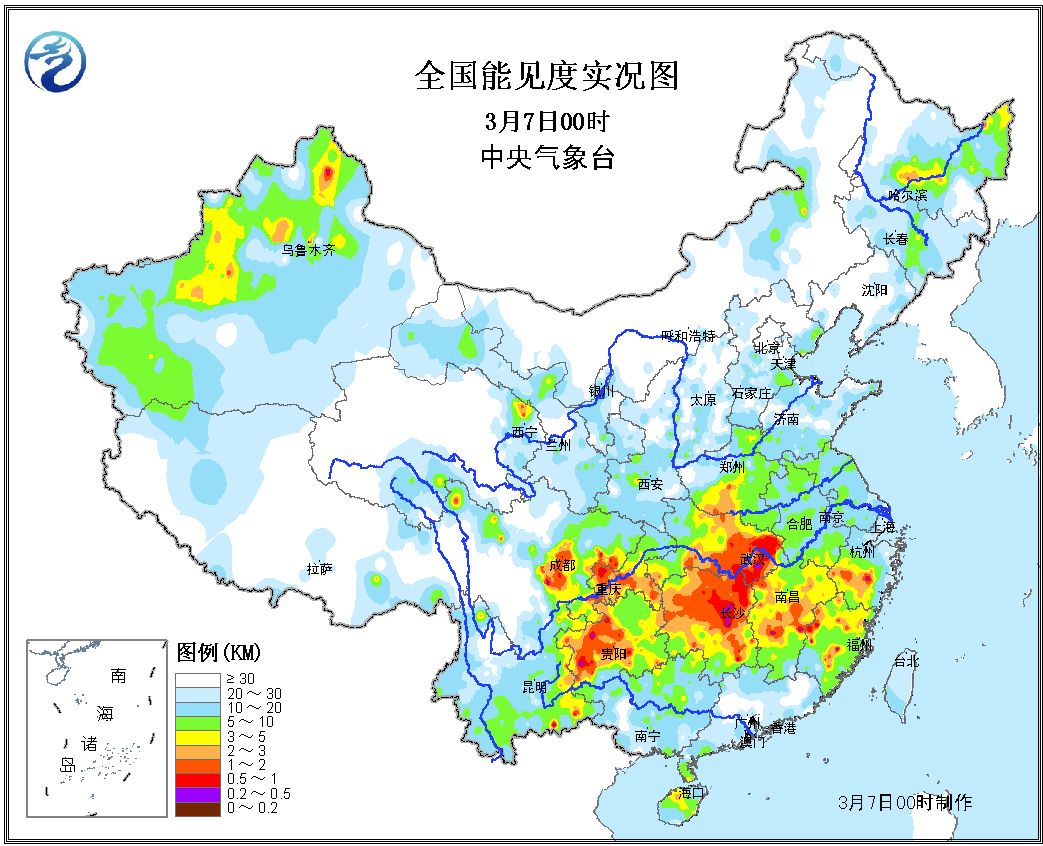 全国能见度实况图
3月7日00时
中央气象台
哈尔滨
长春
乌鲁木齐
沈阳
呼和浩特
北京
天津
银川
太原
石家庄
济南
西宁
兰州
郑州
西安
合肥
南京
上海
杭州
武汉
成都
拉萨
重庆
长沙
南昌
贵阳
福州
台北
昆明
广州
香港
澳门
南宁
海口
南
海
诸
岛
图例(KM)
≥30
20～30
10～20
5～10
3～5
2～3
1～2
0.5～1
0.2～0.5
0～0.2
3月7日00时制作